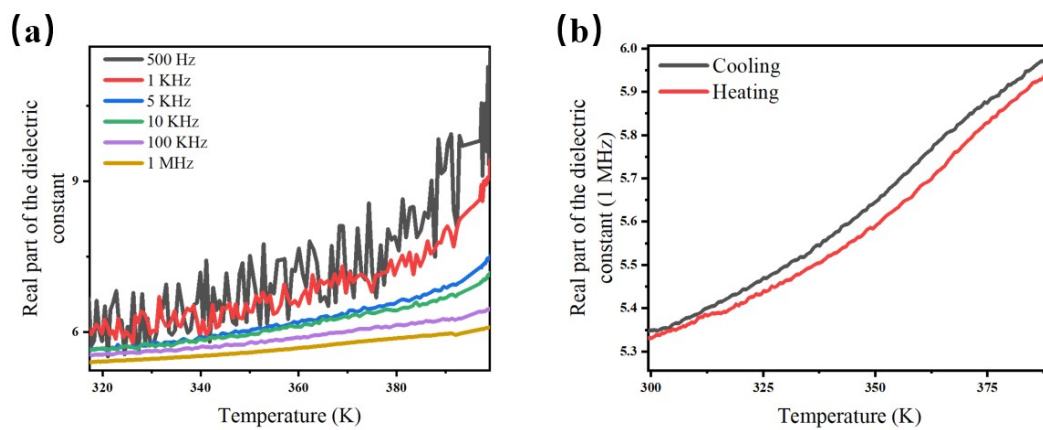 (a)
Real part of the dielectric
constant
500 Hz
1 KHz
5 KHz
10 KHz
100 KHz
1 MHz
9
6
320 340 360 380
Temperature (K)
(b)
Real part of the dielectric
constant (1 MHz)
Cooling
Heating
6.0
5.9
5.8
5.7
5.6
5.5
5.4
5.3
300 325 350 375
Temperature (K)